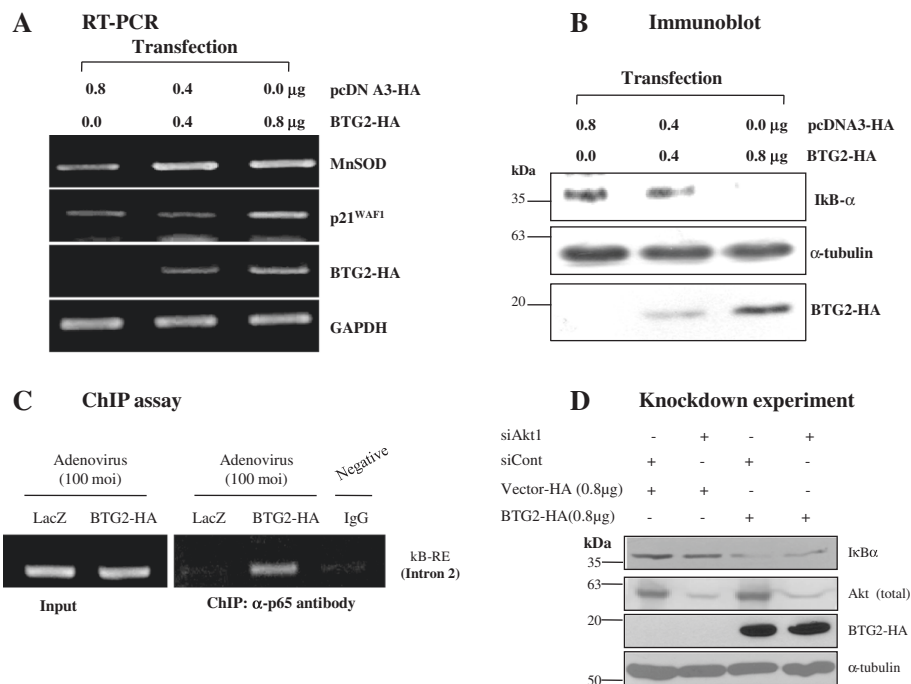 A RT-PCR
Transfection
0.8 0.4 0.0 µg pcDN A3-HA
0.0 0.4 0.8 µg BTG2-HA
MnSOD
p21WAF1
BTG2-HA
GAPDH
B Immunoblot
Transfection
0.8 0.4 0.0 µg pcDNA3-HA
0.0 0.4 0.8 µg BTG2-HA
kDa
35 IkB-α
63
α-tubulin
20
BTG2-HA
C ChIP assay
Adenovirus Adenovirus Negative
(100 moi) (100 moi)
LacZ BTG2-HA LacZ BTG2-HA IgG
kB-RE
(Intron 2)
Input ChIP: α-p65 antibody
D Knockdown experiment
siAkt1 - + - +
siCont + - + -
Vector-HA (0.8µg) + + - -
BTG2-HA(0.8µg) - - + +
kDa
35 IκBα
63
Akt (total)
20
BTG2-HA
α-tubulin
50